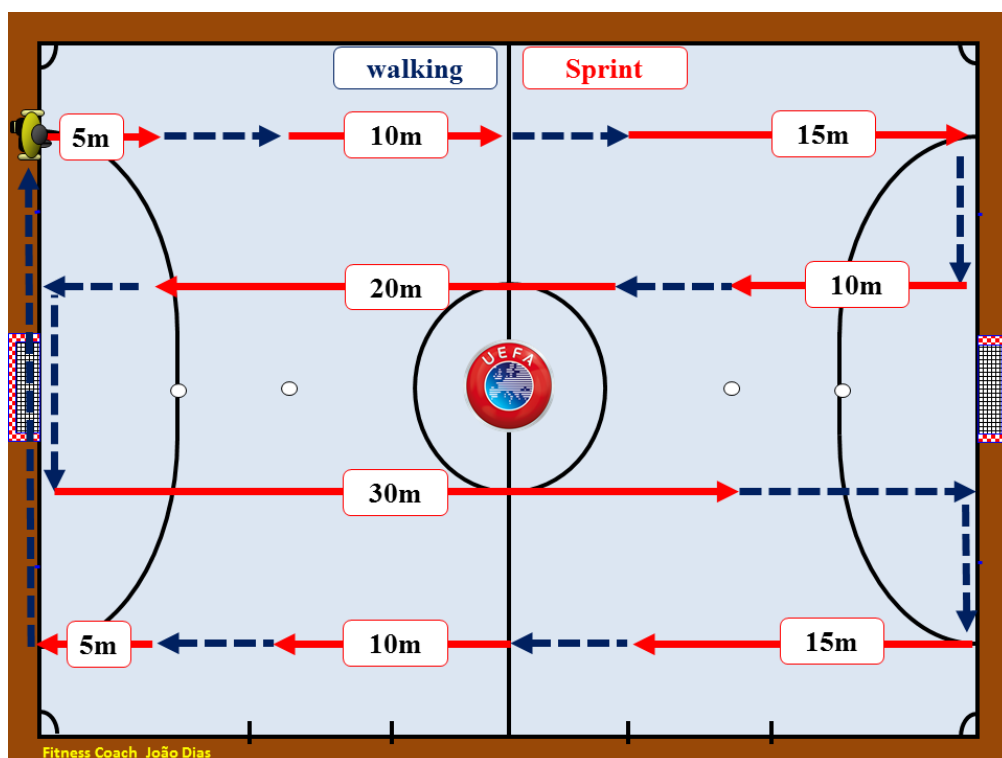 walking
Sprint
5m
10m
15m
20m
10m
UEFA
30m
5m
10m
15m
Fitness Coach João Dias